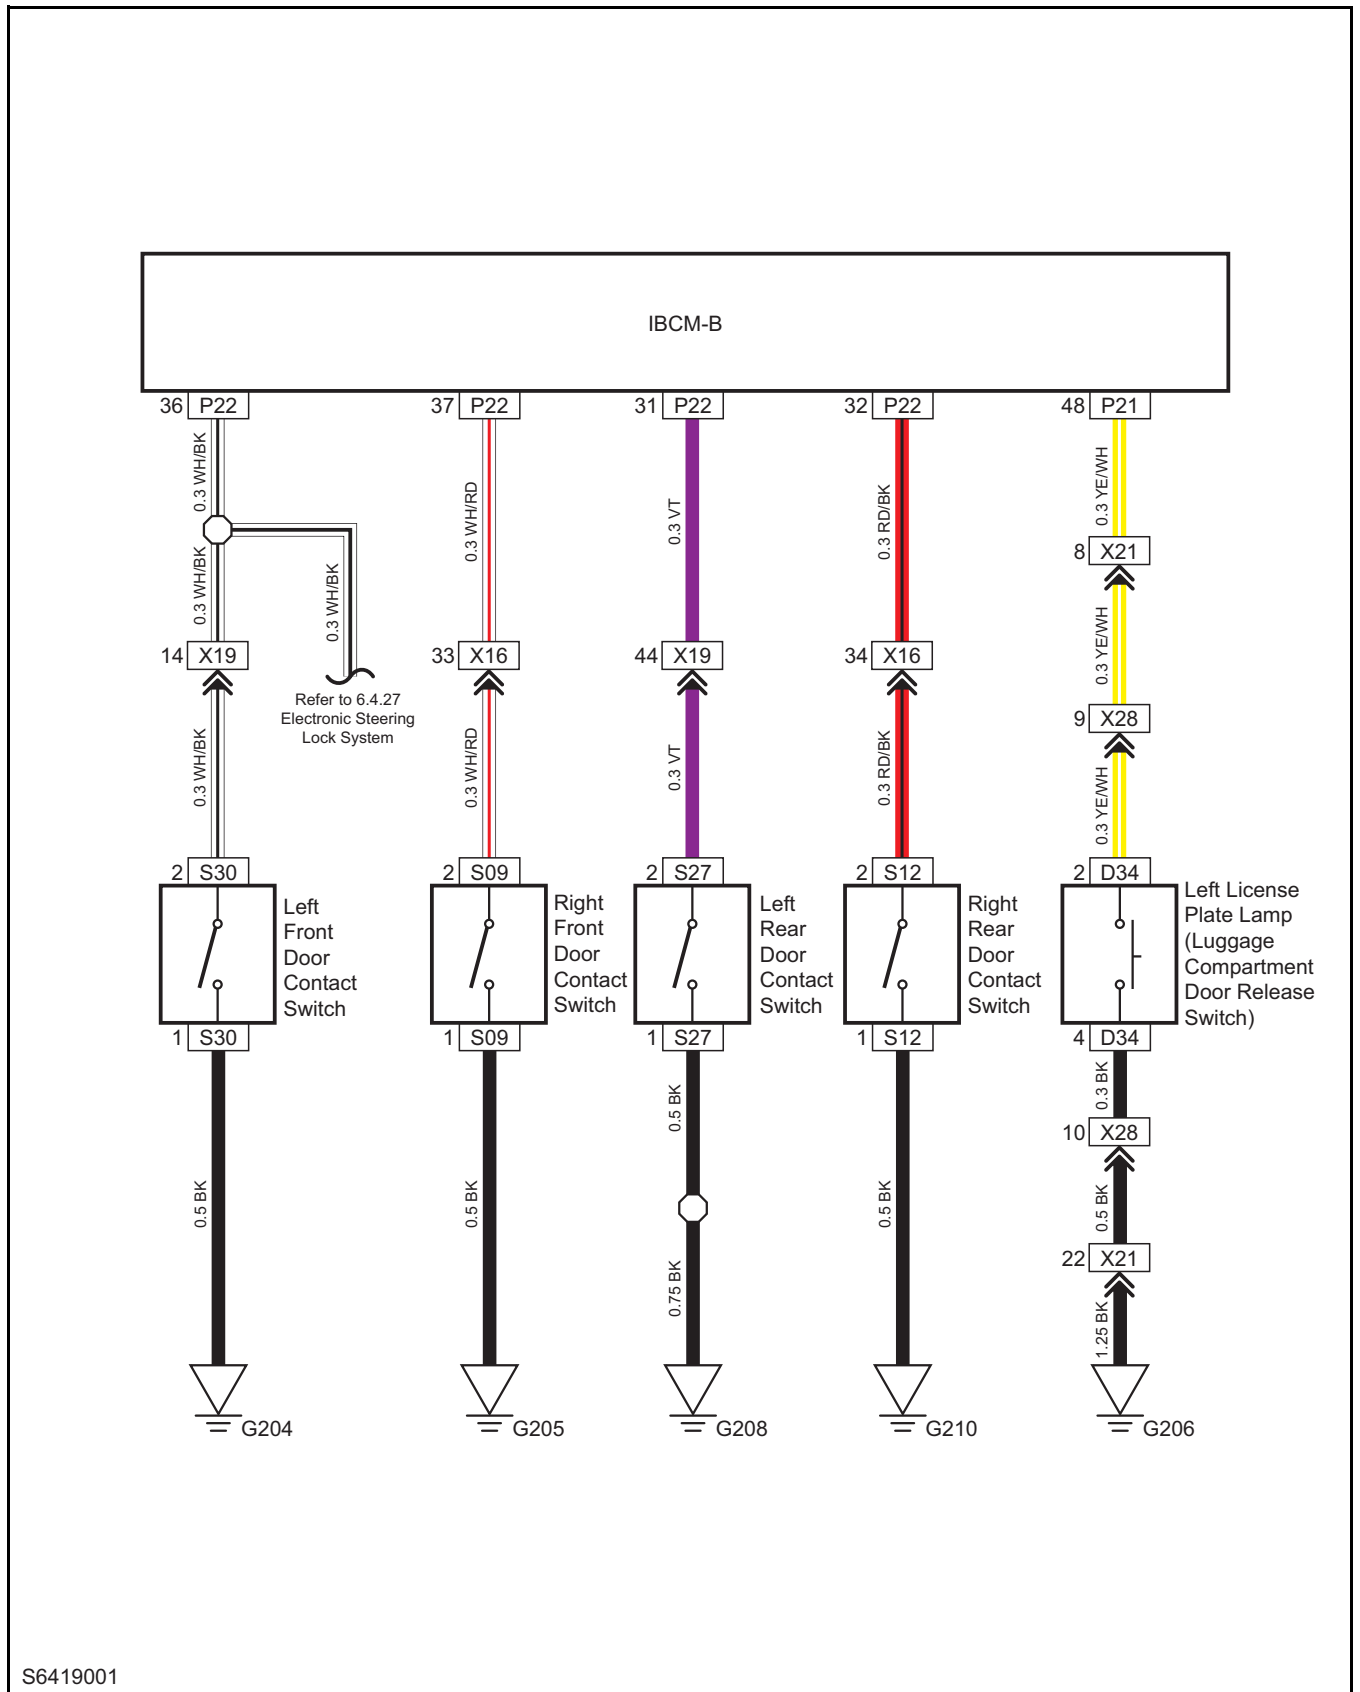 IBCM-B
36 P22
37 P22
31 P22
32 P22
48 P21
0.3 WH/BK
0.3 WH/RD
0.3 VT
0.3 RD/BK
0.3 YE/WH
8 X21
0.3 WH/BK
0.3 WH/BK
0.3 YE/WH
14 X19
33 X16
44 X19
34 X16
Refer to 6.4.27
Electronic Steering
Lock System
9 X28
0.3 WH/BK
0.3 WH/RD
0.3 VT
0.3 RD/BK
0.3 YE/WH
2 S30
2 S09
2 S27
2 S12
2 D34
Left
Front
Door
Contact
Switch
Right
Front
Door
Contact
Switch
Left
Rear
Door
Contact
Switch
Right
Rear
Door
Contact
Switch
Left License
Plate Lamp
(Luggage
Compartment
Door Release
Switch)
1 S30
1 S09
1 S27
1 S12
4 D34
0.5 BK
0.3 BK
10 X28
0.5 BK
0.5 BK
0.5 BK
0.5 BK
22 X21
0.75 BK
1.25 BK
G204
G205
G208
G210
G206
S6419001